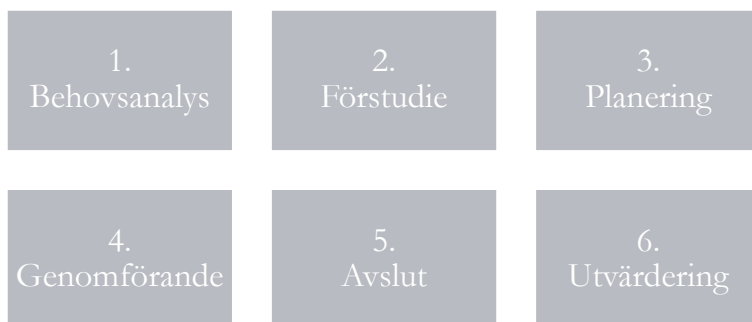 1.
Behovsanalys
2.
Förstudie
3.
Planering
4.
Genomförande
5.
Avslut
6.
Utvärdering